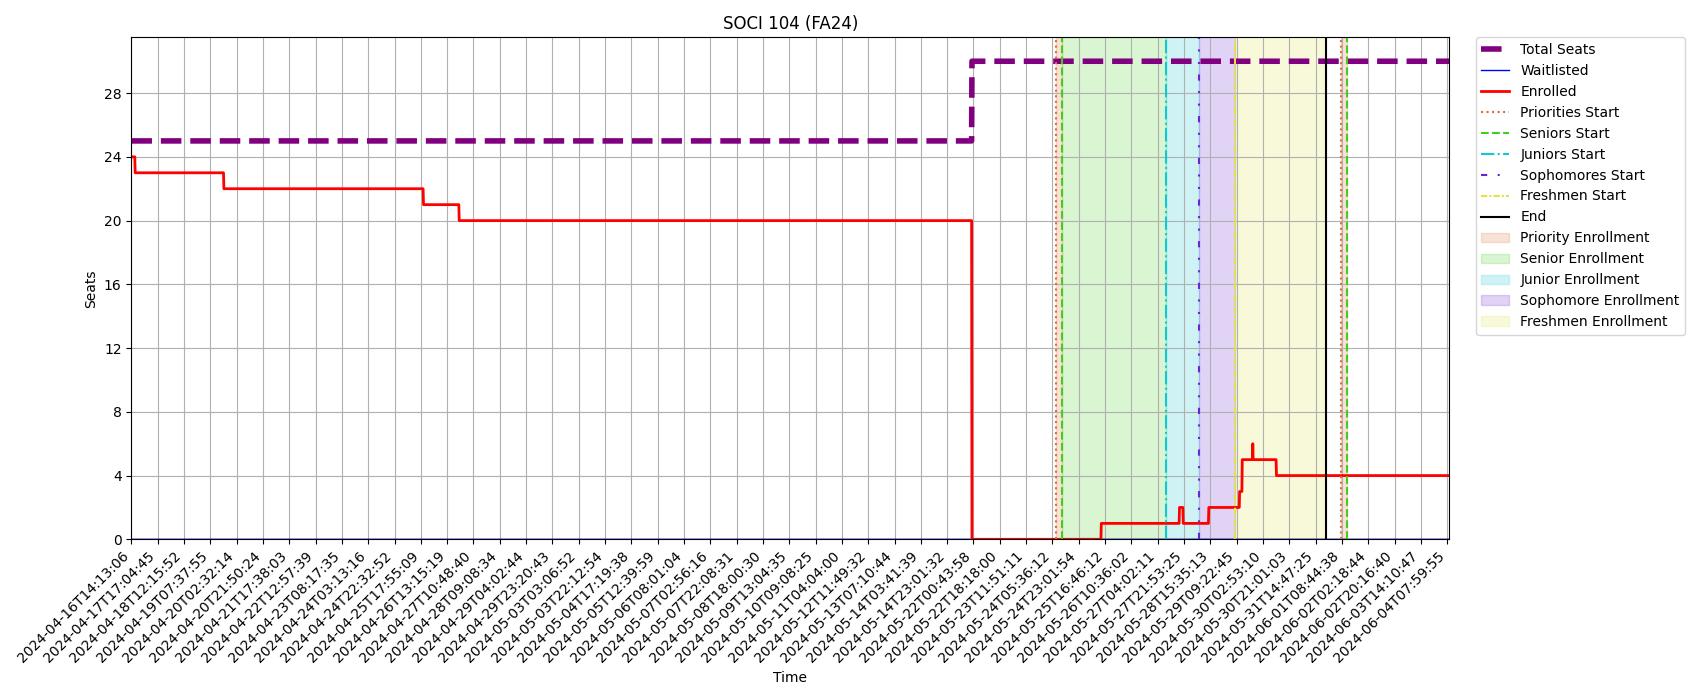 SOCI 104 (FA24)
Total Seats
Waitlisted
Enrolled
Priorities Start
Seniors Start
Juniors Start
Sophomores Start
Freshmen Start
End
Priority Enrollment
Senior Enrollment
Junior Enrollment
Sophomore Enrollment
Freshmen Enrollment
Seats
28
24
20
16
12
8
4
0
2024-04-16T14:13:06
2024-04-17T17:04:45
2024-04-18T12:15:52
2024-04-19T07:37:55
2024-04-20T02:32:14
2024-04-20T21:50:24
2024-04-21T17:38:03
2024-04-22T12:57:39
2024-04-23T08:17:35
2024-04-24T03:13:16
2024-04-24T22:32:52
2024-04-25T17:55:09
2024-04-26T13:15:19
2024-04-27T10:48:40
2024-04-28T09:08:34
2024-04-29T04:02:44
2024-04-29T23:20:43
2024-05-03T03:06:52
2024-05-03T22:12:54
2024-05-04T17:19:38
2024-05-05T12:39:59
2024-05-06T08:01:04
2024-05-07T02:56:16
2024-05-07T22:08:31
2024-05-08T18:00:30
2024-05-09T13:04:35
2024-05-10T09:08:25
2024-05-11T04:04:00
2024-05-12T11:49:32
2024-05-13T07:10:44
2024-05-14T03:41:39
2024-05-14T23:01:32
2024-05-22T00:43:58
2024-05-22T18:18:00
2024-05-23T11:51:11
2024-05-24T05:36:12
2024-05-24T23:01:54
2024-05-25T16:46:12
2024-05-26T10:36:02
2024-05-27T04:02:11
2024-05-27T21:53:25
2024-05-28T15:35:13
2024-05-29T09:22:45
2024-05-30T02:53:10
2024-05-30T21:01:03
2024-05-31T14:47:25
2024-06-01T08:44:38
2024-06-02T02:18:44
2024-06-02T20:16:40
2024-06-03T14:10:47
2024-06-04T07:59:55
Time